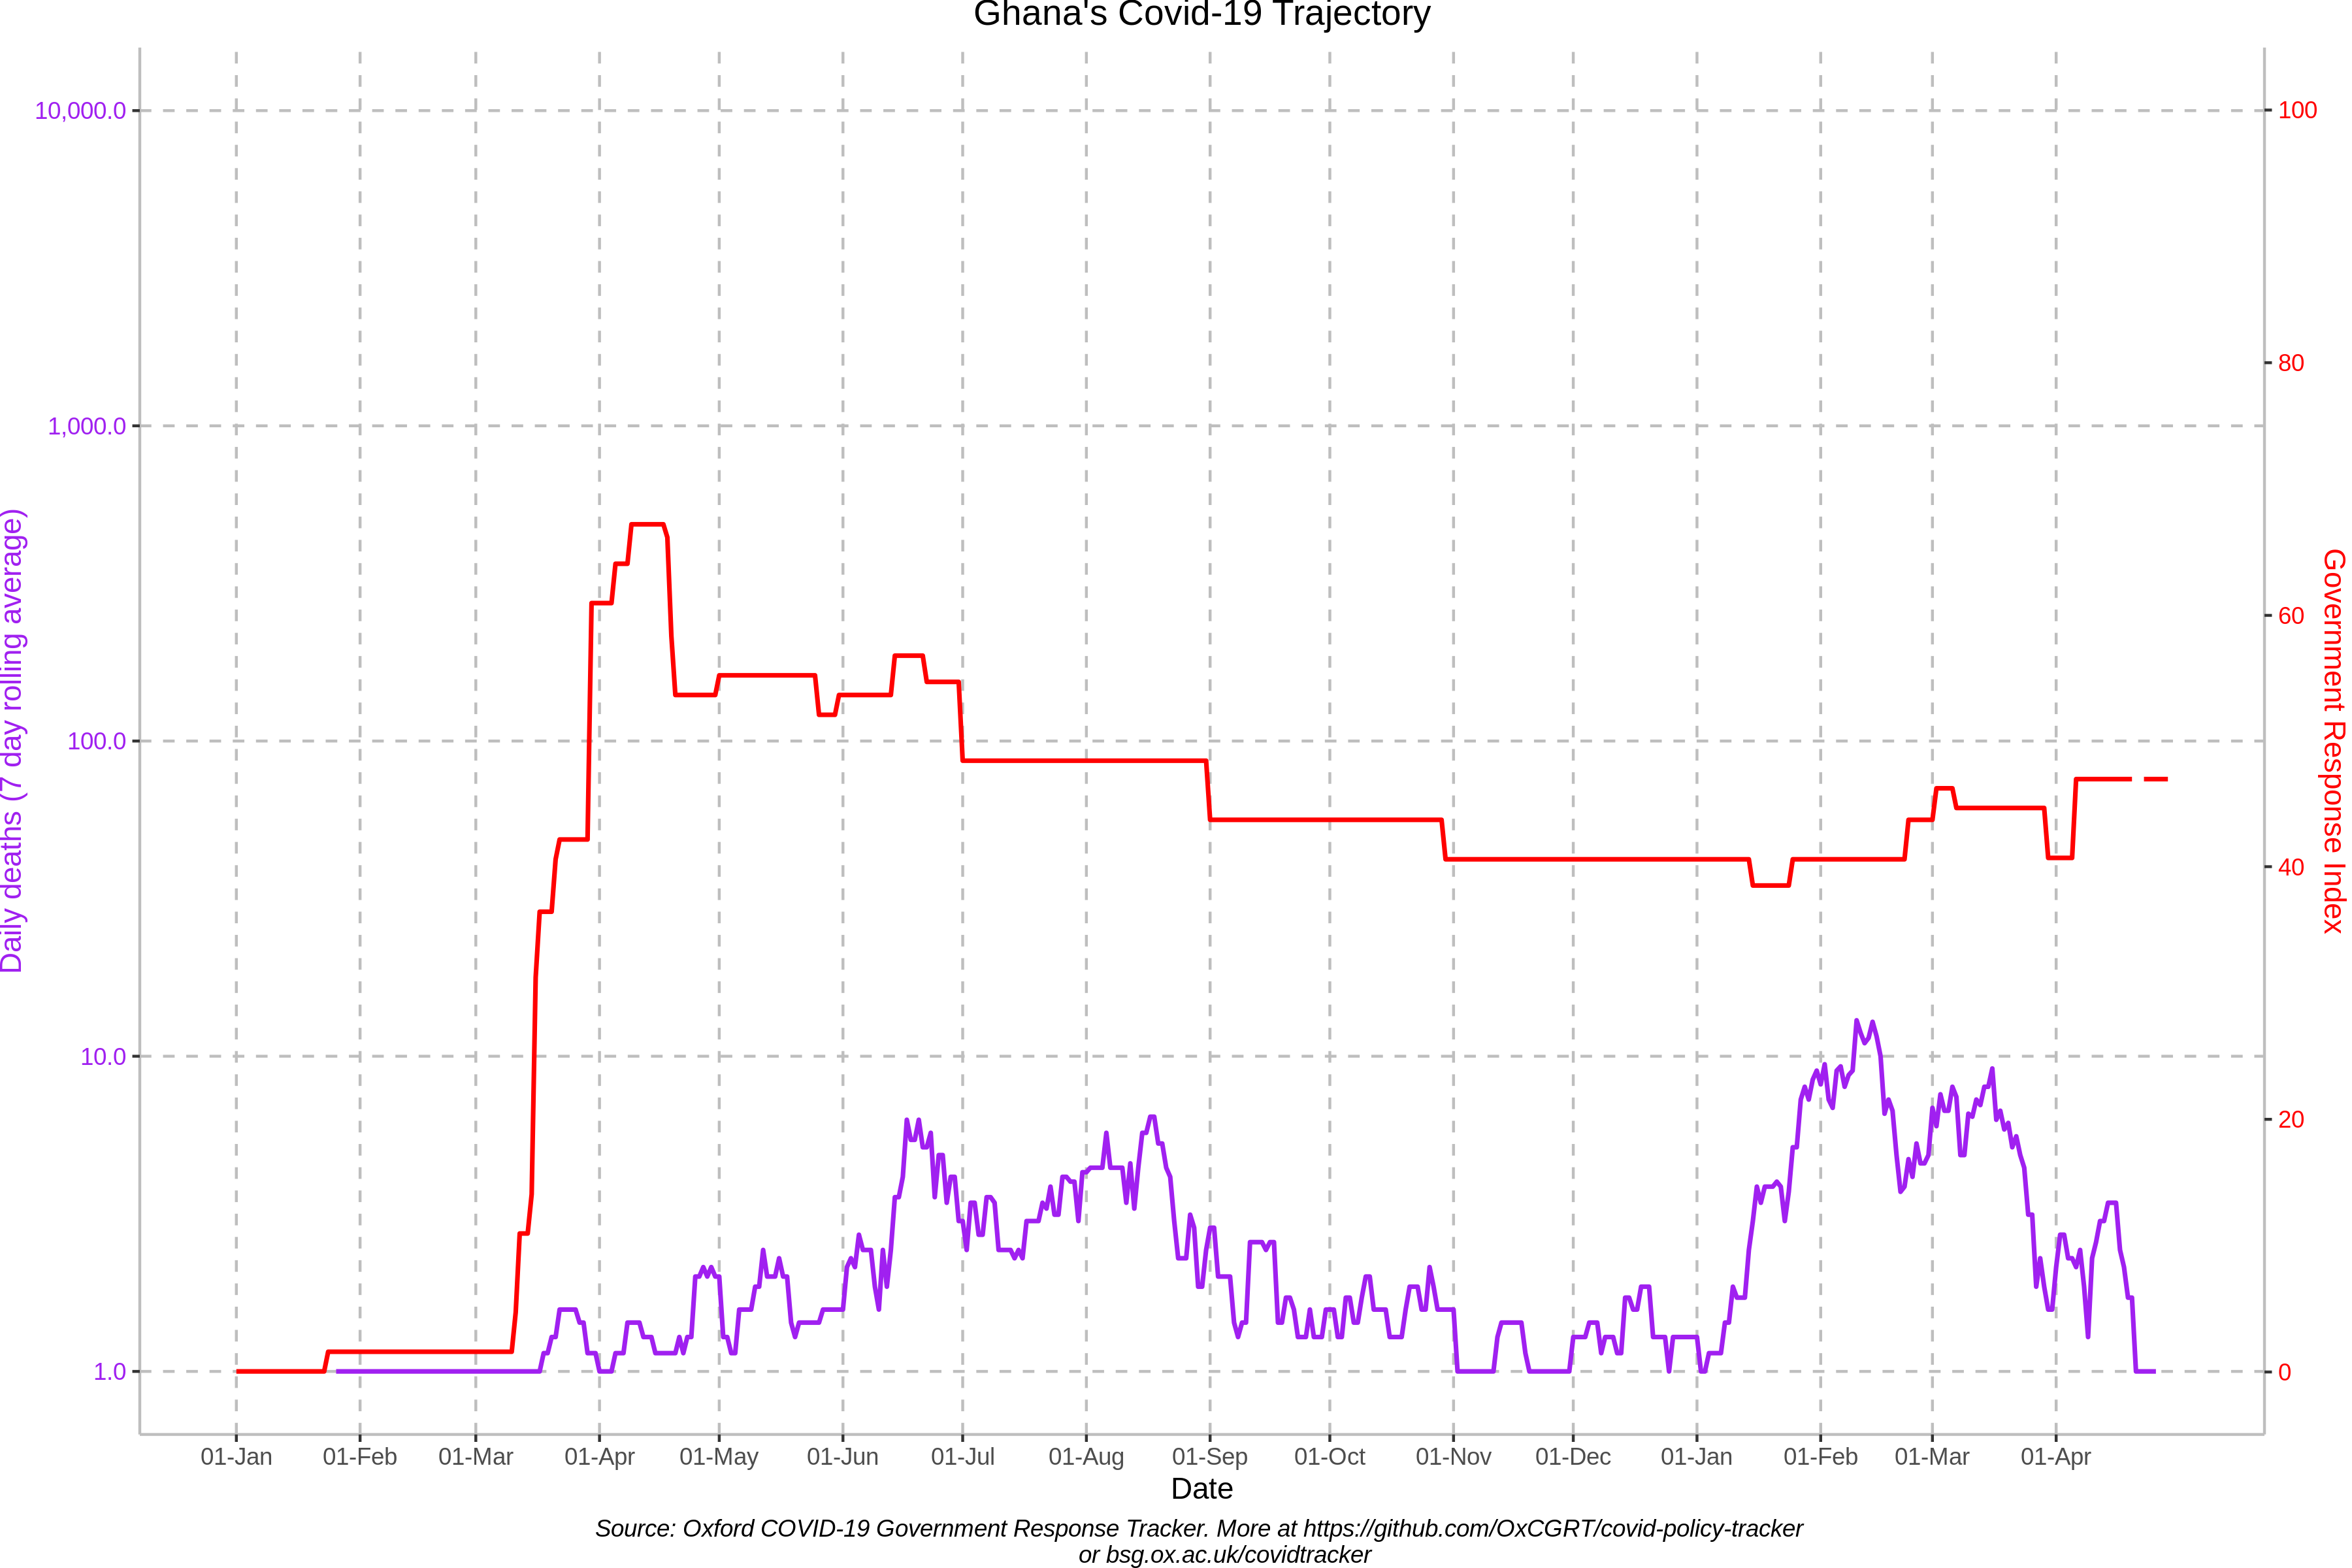 Ghana's Covid-19 Trajectory
10,000.0
1,000.0
100.0
10.0
1.0
Daily deaths (7 day rolling average)
100
80
60
40
20
0
Government Response Index
01-Jan 01-Feb 01-Mar 01-Apr 01-May 01-Jun 01-Jul 01-Aug 01-Sep 01-Oct 01-Nov 01-Dec 01-Jan 01-Feb 01-Mar 01-Apr
Date
Source: Oxford COVID-19 Government Response Tracker. More at https://github.com/OxCGRT/covid-policy-tracker
or bsg.ox.ac.uk/covidtracker